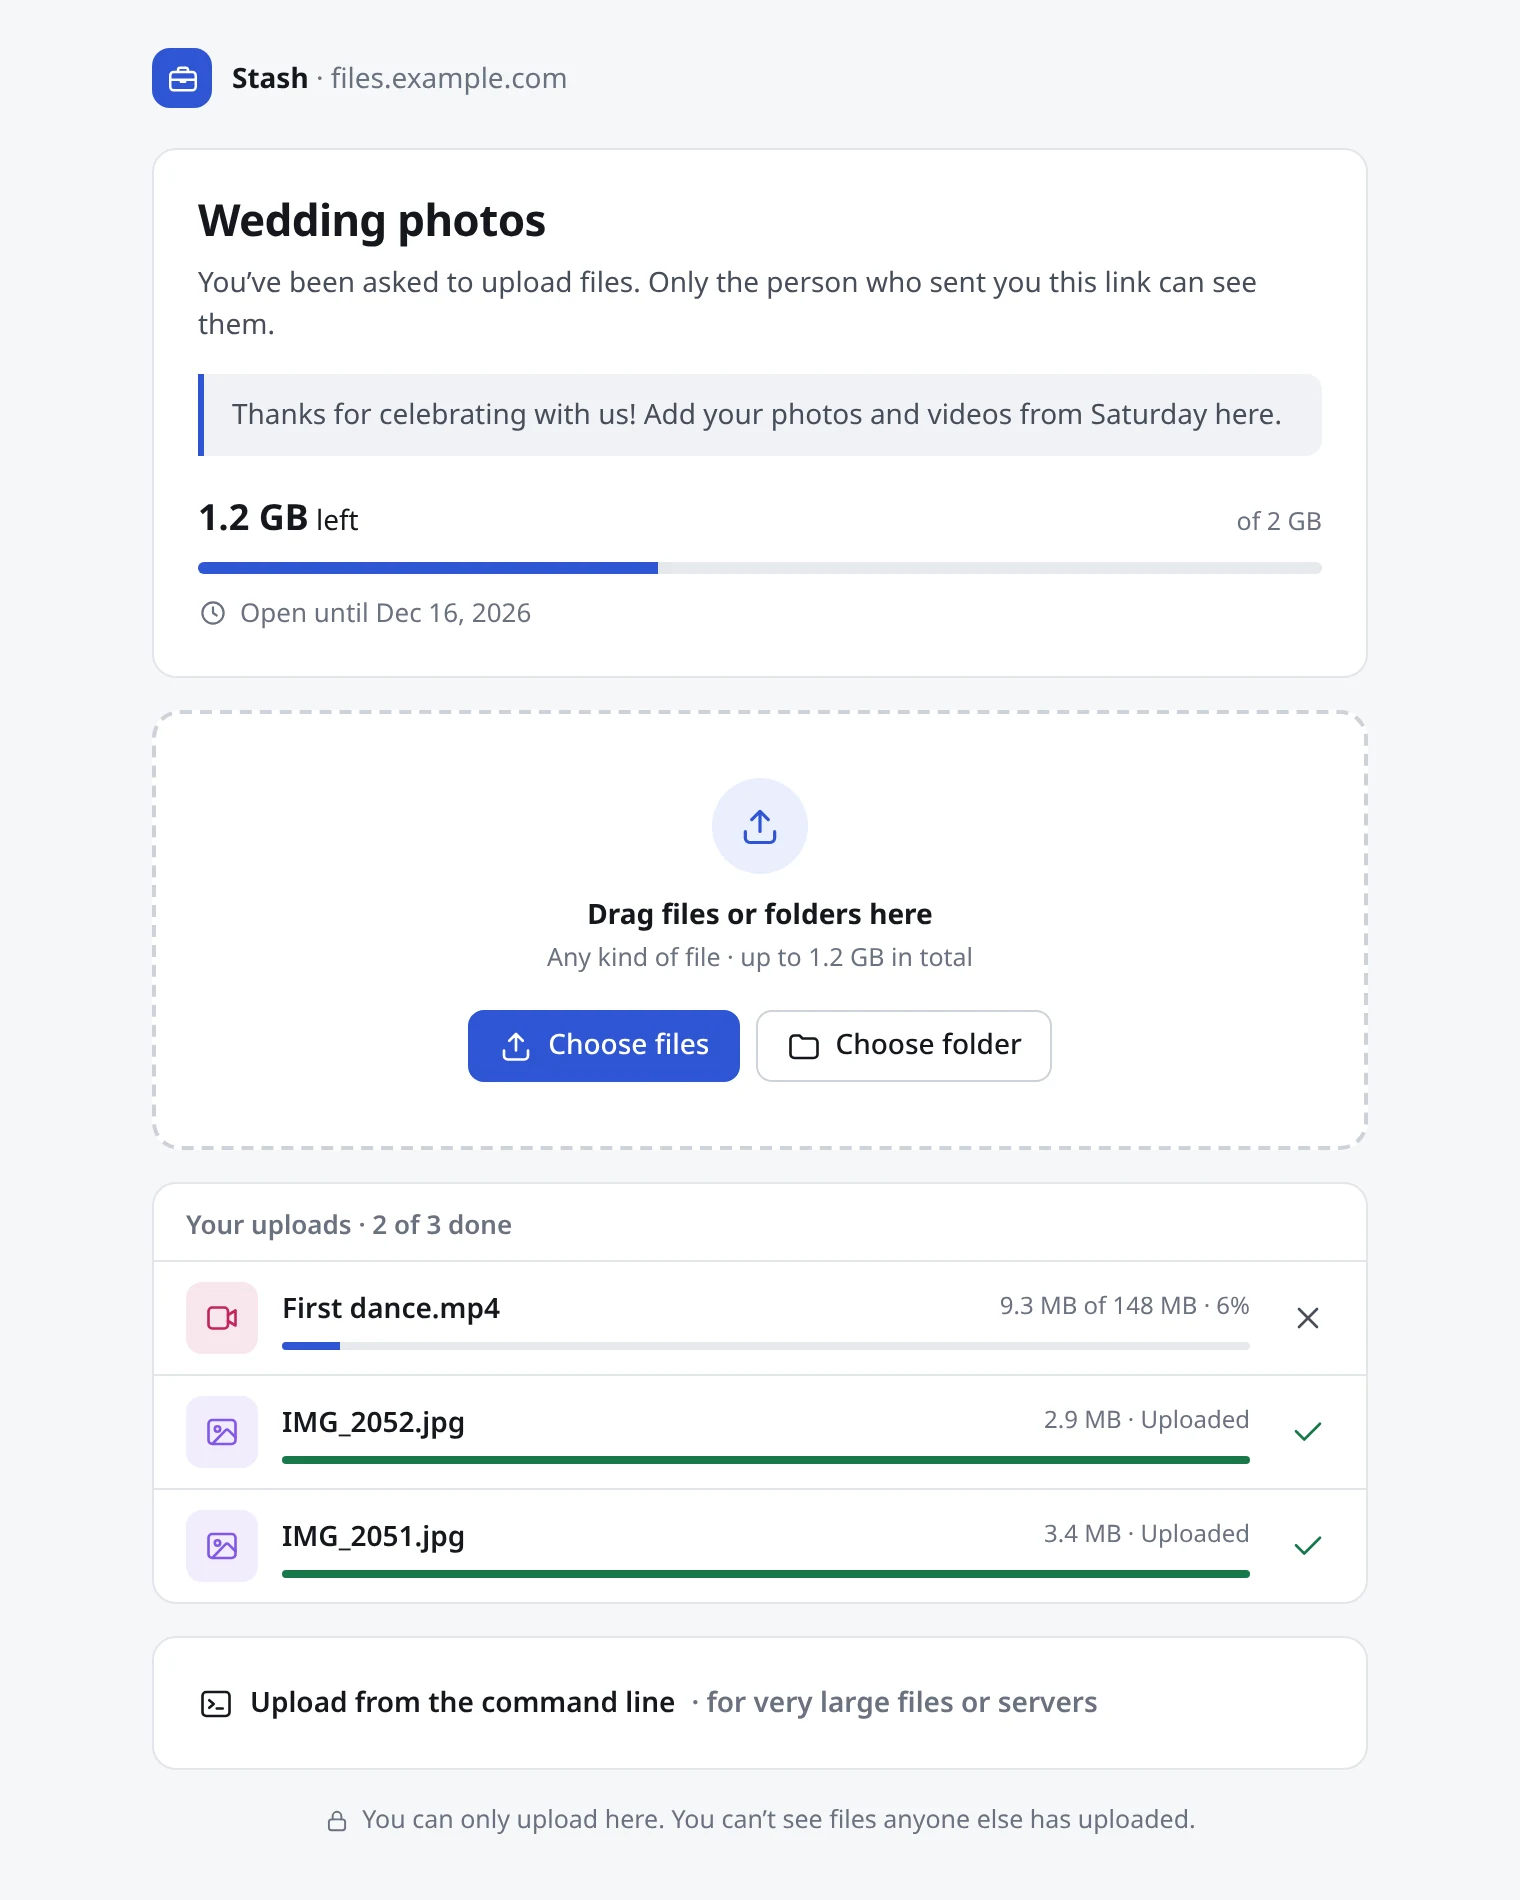 Stash · files.example.com
Wedding photos
You’ve been asked to upload files. Only the person who sent you this link can see
them.
Thanks for celebrating with us! Add your photos and videos from Saturday here.
1.2 GB left
of 2 GB
Open until Dec 16, 2026
Drag files or folders here
Any kind of file · up to 1.2 GB in total
Choose files
Choose folder
Your uploads · 2 of 3 done
First dance.mp4
9.3 MB of 148 MB · 6%
IMG_2052.jpg
2.9 MB · Uploaded
IMG_2051.jpg
3.4 MB · Uploaded
Upload from the command line · for very large files or servers
You can only upload here. You can’t see files anyone else has uploaded.